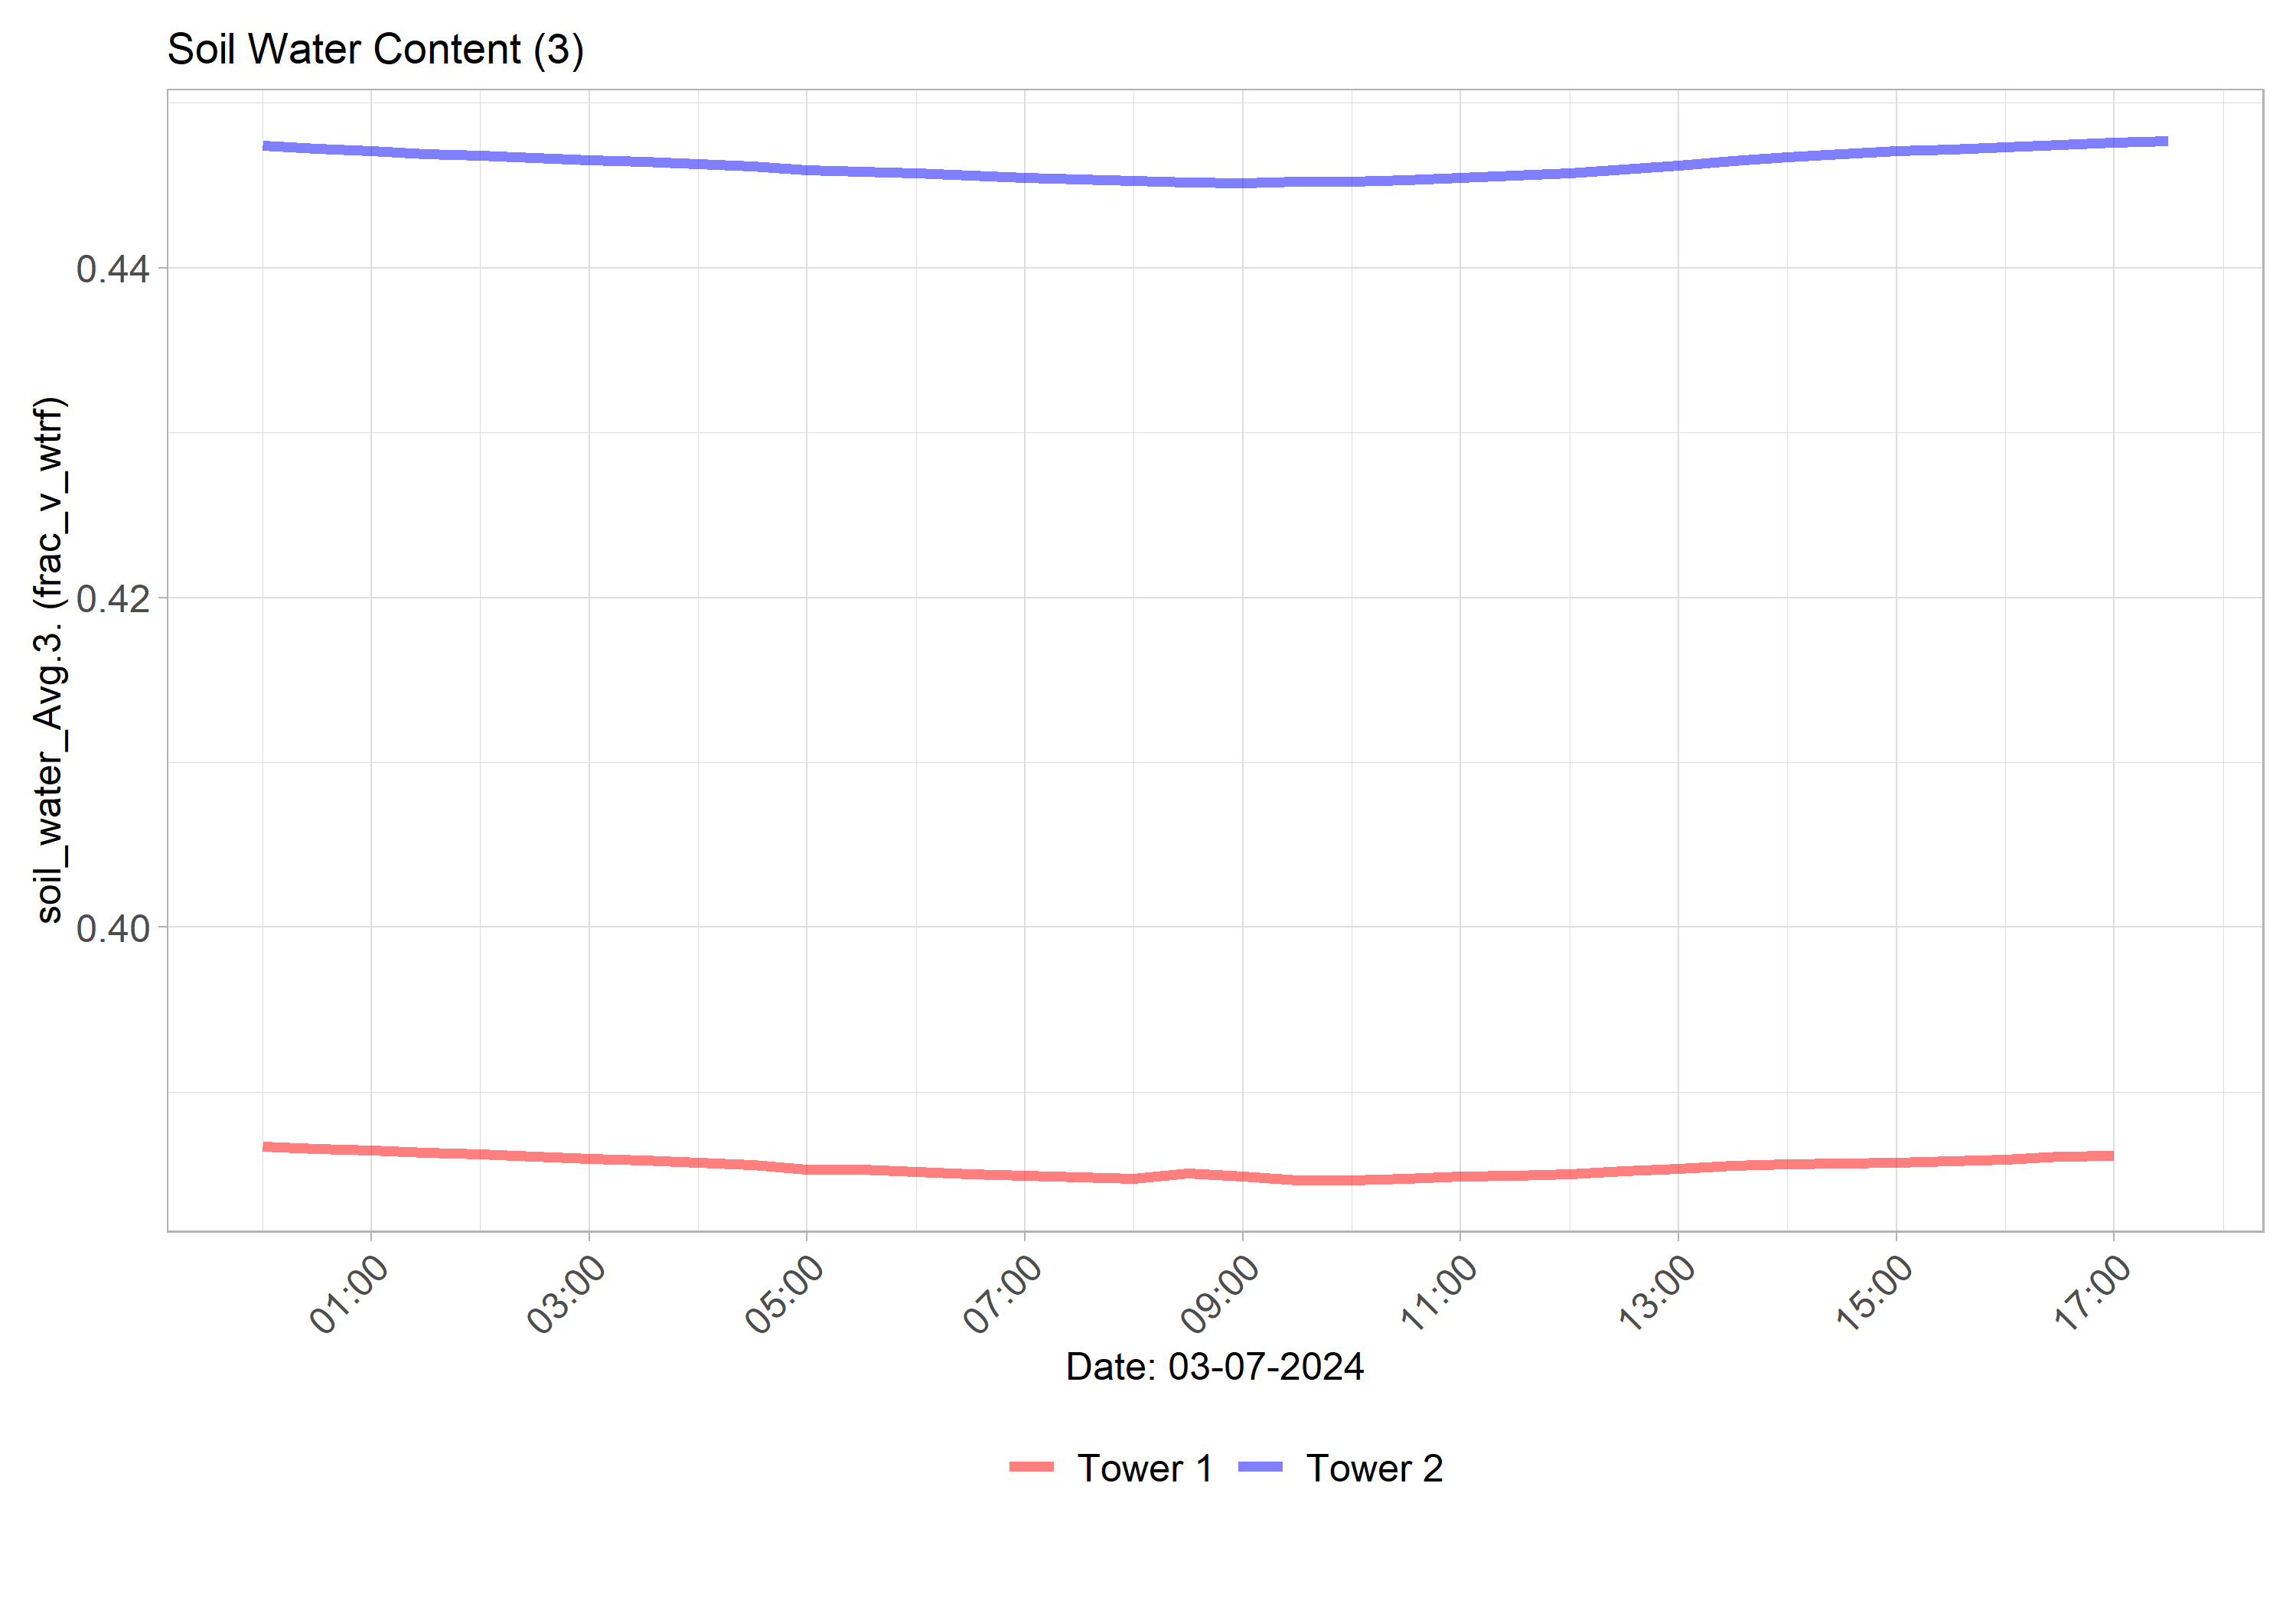 Soil Water Content (3)
soil_water_Avg.3. (frac_v_wtrf)
0.44
0.42
0.40
01:00
03:00
05:00
07:00
09:00
11:00
13:00
15:00
17:00
Date: 03-07-2024
Tower 1
Tower 2